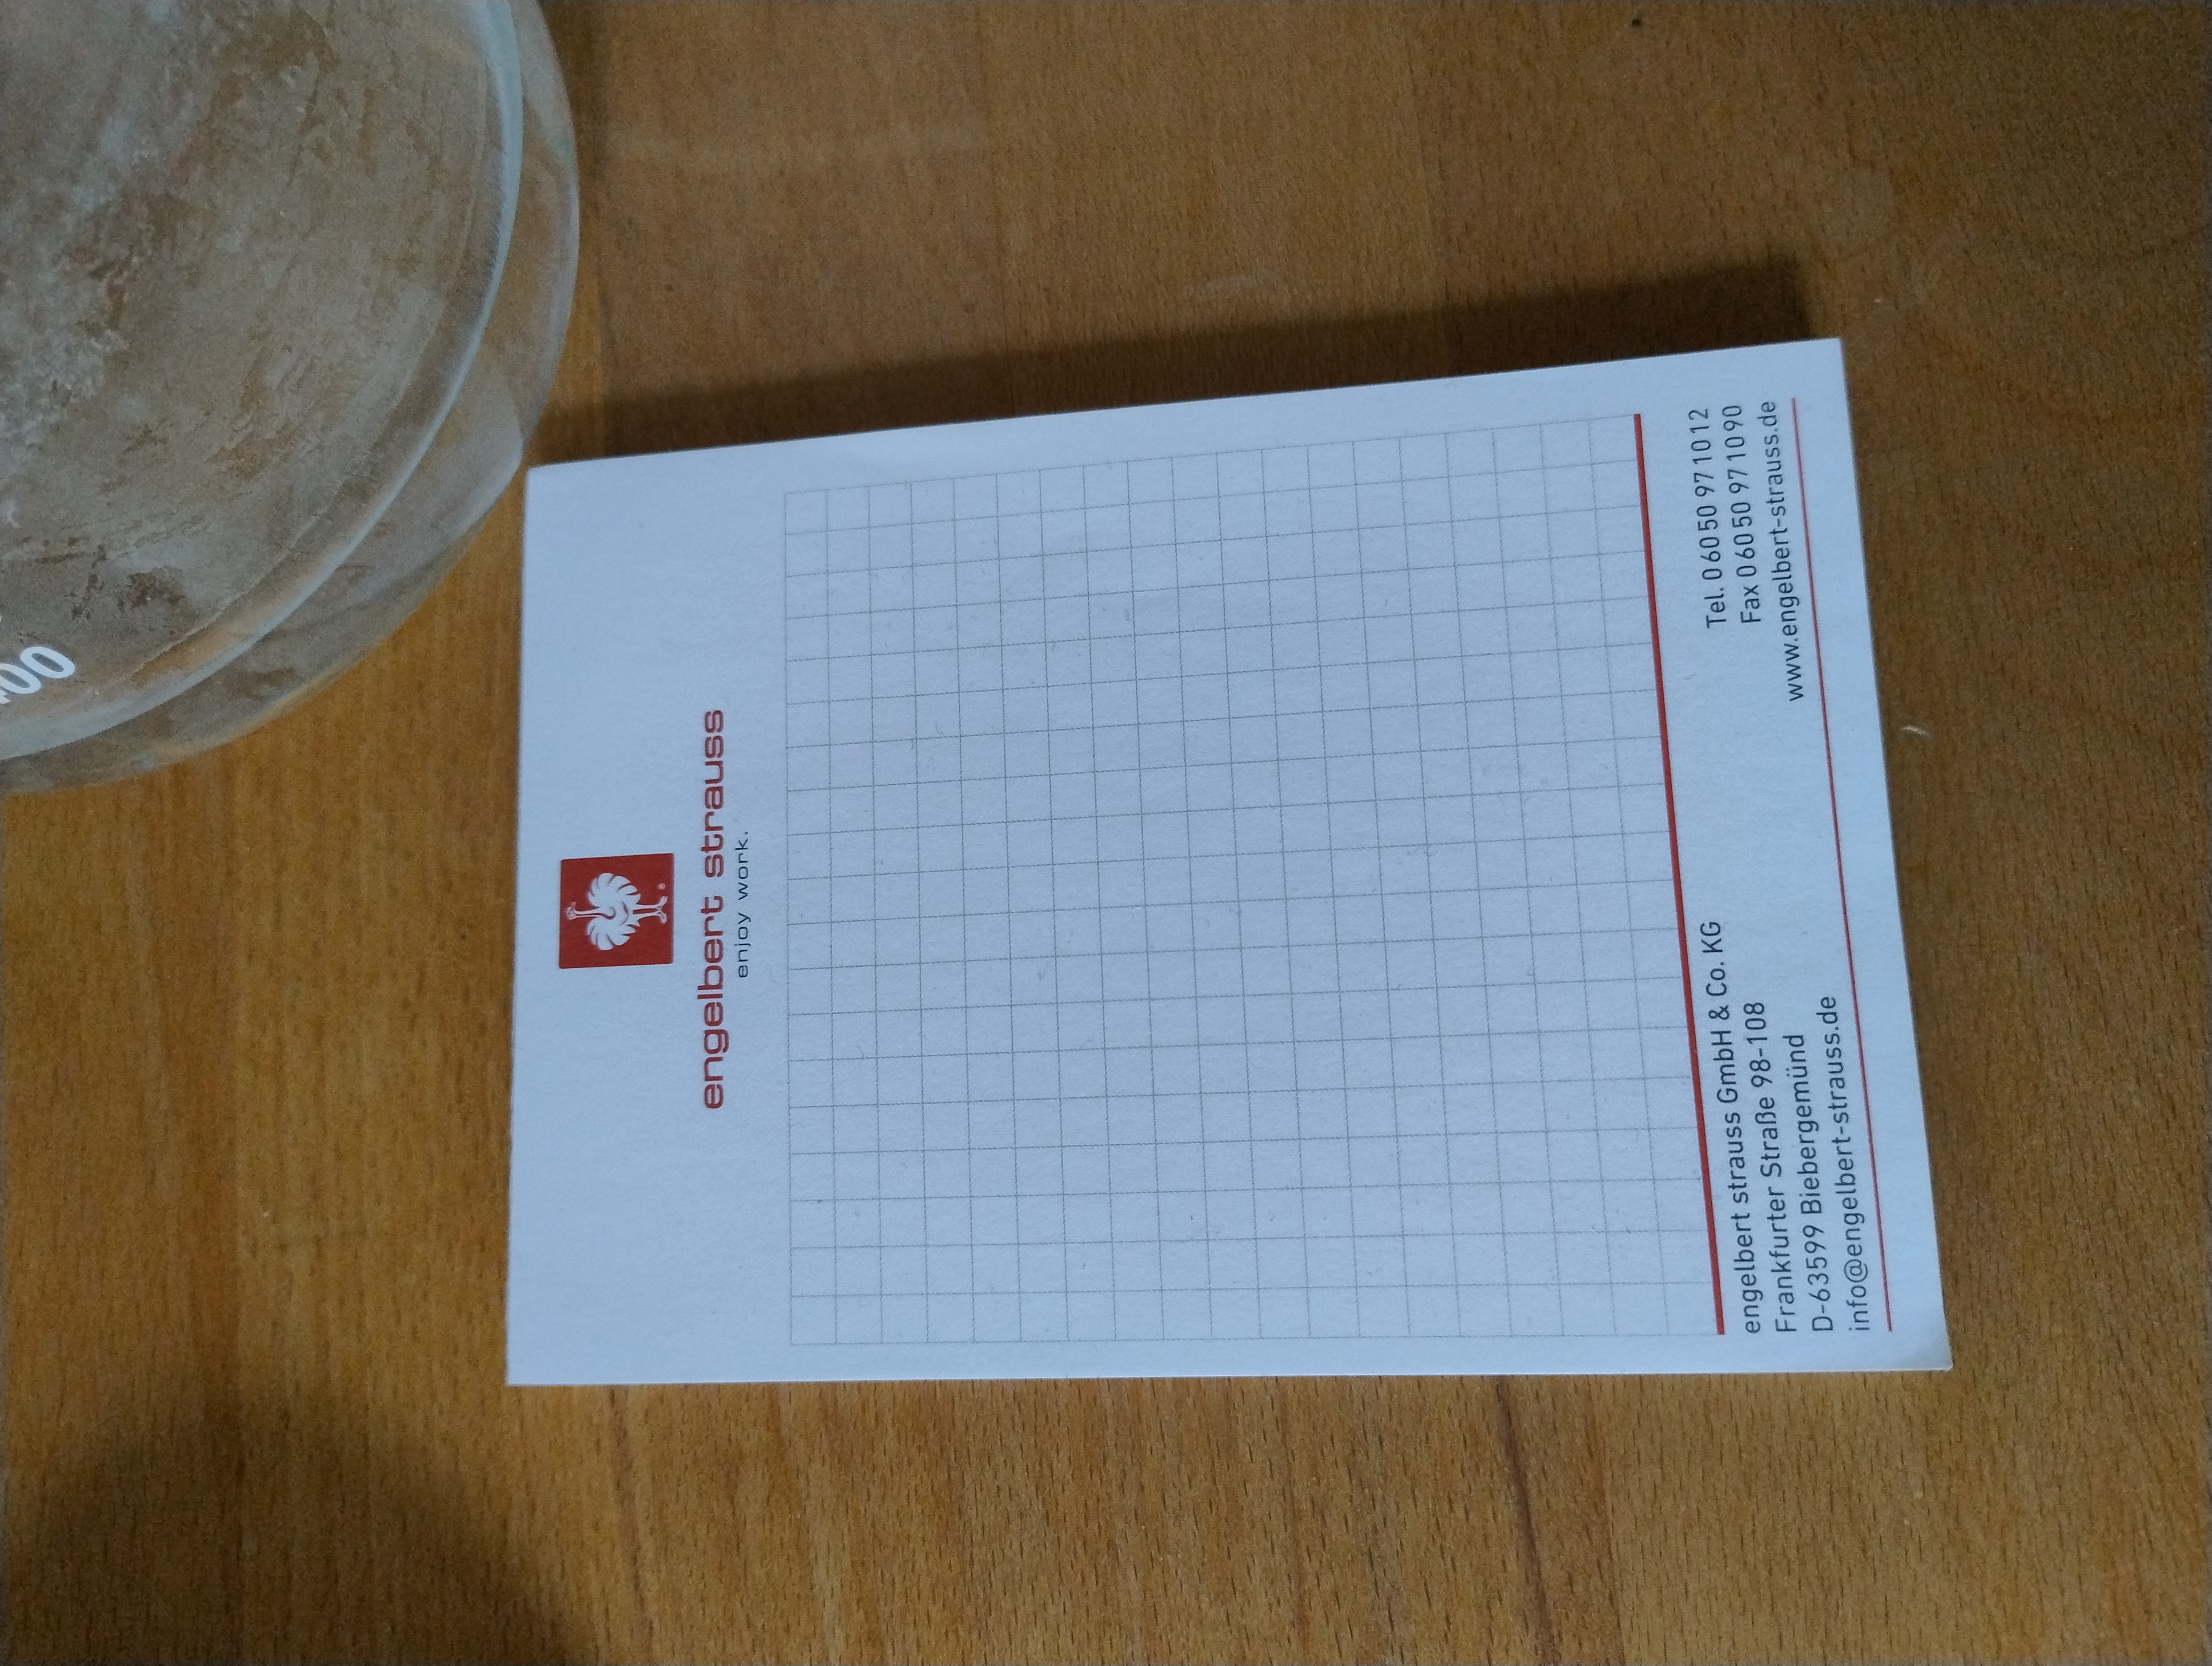 00
engelbert strauss
enjoy work.
engelbert strauss GmbH & Co. KG
Frankfurter Straße 98-108
D-63599 Biebergemünd
info@engelbert-strauss.de
Tel. 0 60 50 97 10 12
Fax 0 60 50 97 10 90
www.engelbert-strauss.de